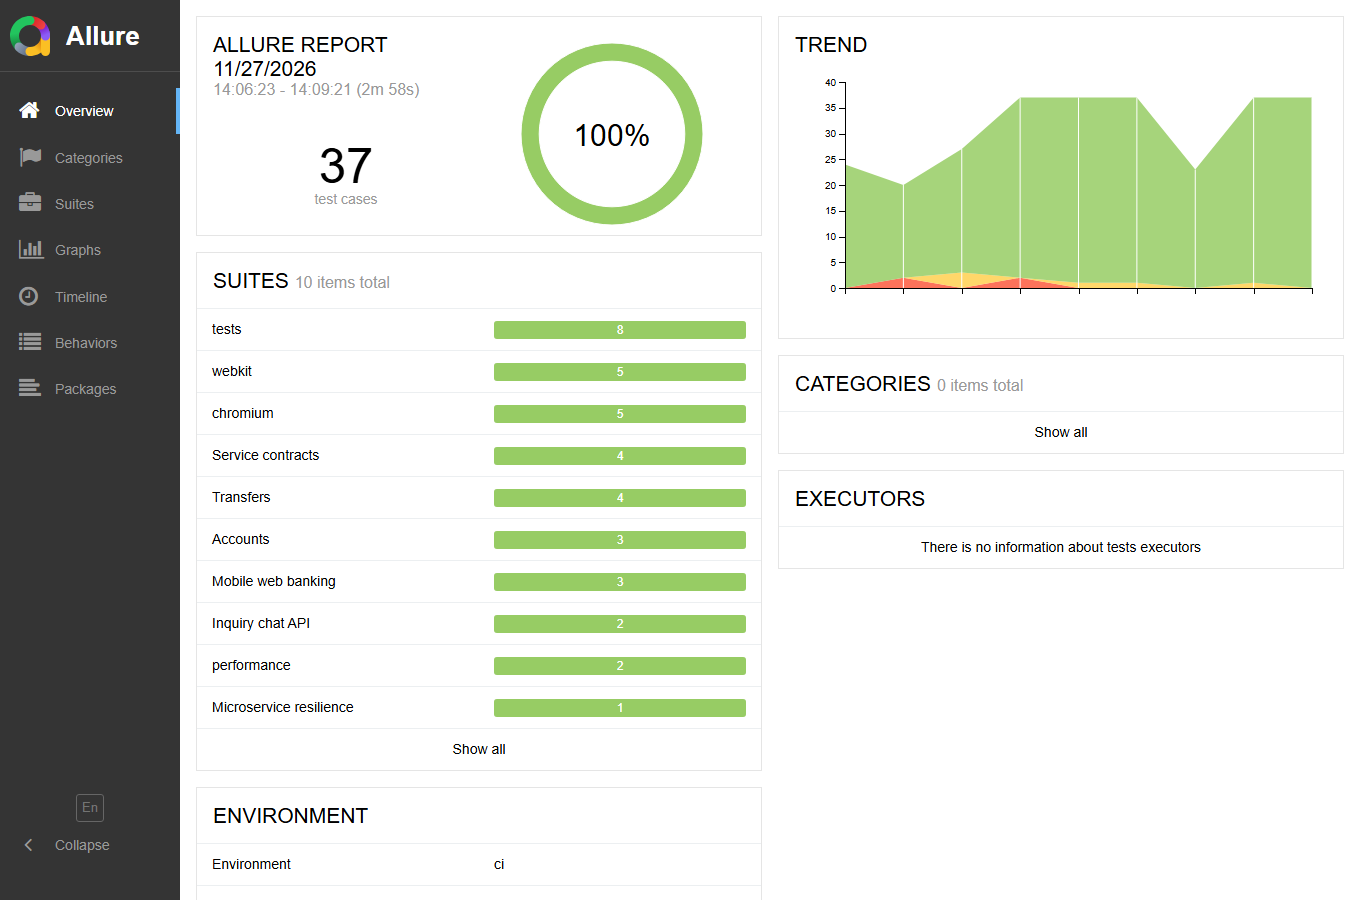 Allure
Overview
Categories
Suites
Graphs
Timeline
Behaviors
Packages
En
Collapse
ALLURE REPORT
11/27/2026
14:06:23 - 14:09:21 (2m 58s)
37
test cases
100%
SUITES 10 items total
tests 8
webkit 5
chromium 5
Service contracts 4
Transfers 4
Accounts 3
Mobile web banking 3
Inquiry chat API 2
performance 2
Microservice resilience 1
Show all
ENVIRONMENT
Environment ci
TREND
40
35
30
25
20
15
10
5
0
CATEGORIES 0 items total
Show all
EXECUTORS
There is no information about tests executors